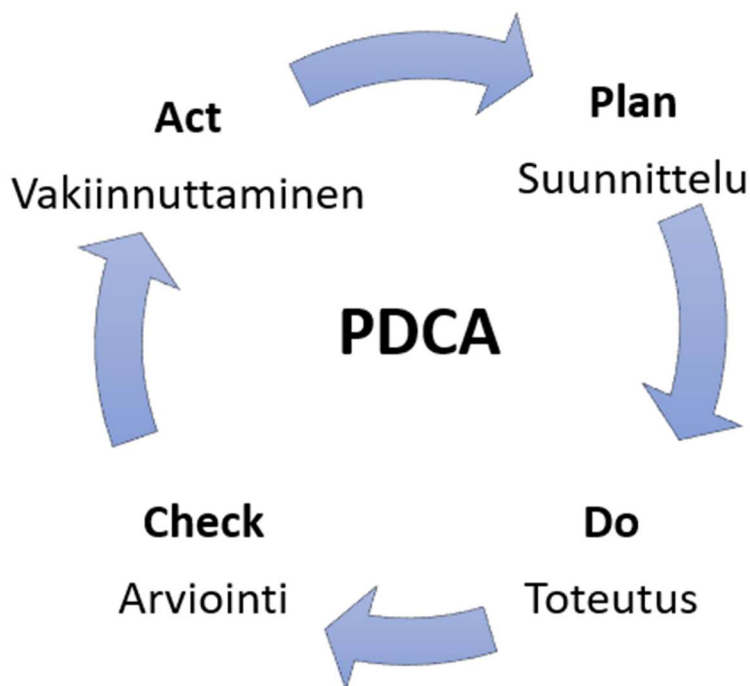 Act
Vakiinnuttaminen
Plan
Suunnittelu
PDCA
Check
Arviointi
Do
Toteutus